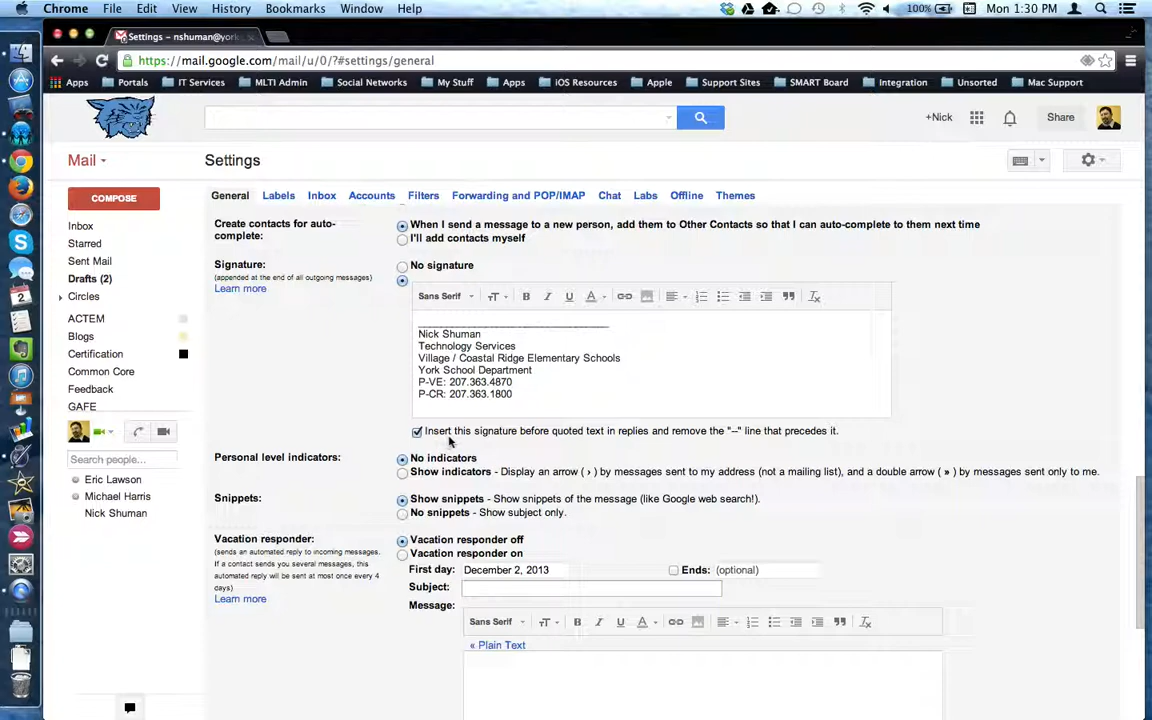 Chrome File Edit View History Bookmarks Window Help 100% Mon 1:30 PM
Settings – nshuman@york
https://mail.google.com/mail/u/0/?#settings/general
Apps Portals IT Services MLTI Admin Social Networks My Stuff Apps iOS Resources Apple Support Sites SMART Board Integration Unsorted Mac Support
+Nick Share
Mail Settings
COMPOSE
General Labels Inbox Accounts Filters Forwarding and POP/IMAP Chat Labs Offline Themes
Inbox
Starred
Sent Mail
Drafts (2)
Circles
ACTEM
Blogs
Certification
Common Core
Feedback
GAFE
Search people...
Eric Lawson
Michael Harris
Nick Shuman
Create contacts for auto-complete:
When I send a message to a new person, add them to Other Contacts so that I can auto-complete to them next time
I'll add contacts myself
Signature:
(appended at the end of all outgoing messages)
Learn more
No signature
Sans Serif
Nick Shuman
Technology Services
Village / Coastal Ridge Elementary Schools
York School Department
P-VE: 207.363.4870
P-CR: 207.363.1800
Insert this signature before quoted text in replies and remove the "--" line that precedes it.
Personal level indicators:
No indicators
Show indicators - Display an arrow ( › ) by messages sent to my address (not a mailing list), and a double arrow ( » ) by messages sent only to me.
Snippets:
Show snippets - Show snippets of the message (like Google web search!).
No snippets - Show subject only.
Vacation responder:
(sends an automated reply to incoming messages.
If a contact sends you several messages, this
automated reply will be sent at most once every 4
days)
Learn more
Vacation responder off
Vacation responder on
First day: December 2, 2013 Ends: (optional)
Subject:
Message:
Sans Serif
« Plain Text